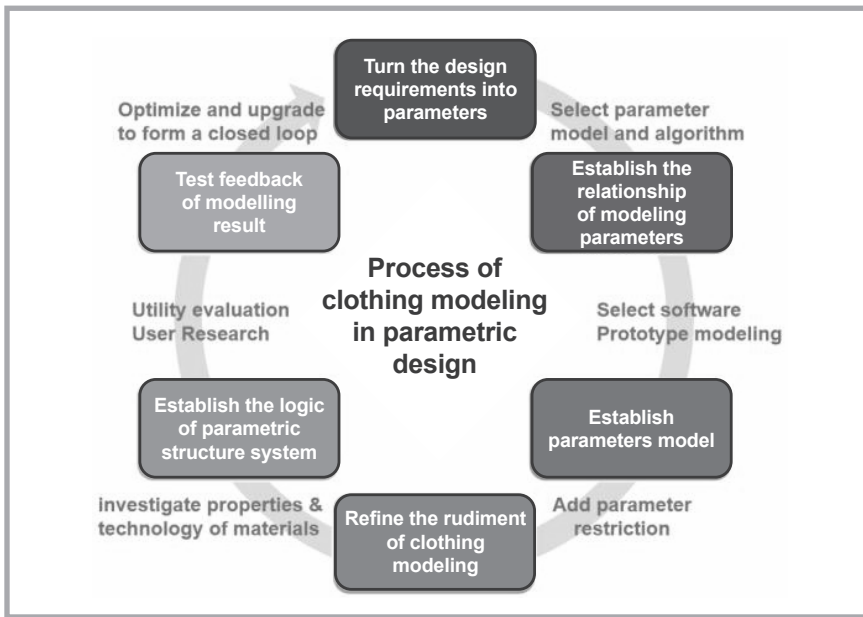 Turn the design
requirements into
parameters
Optimize and upgrade
to form a closed loop
Select parameter
model and algorithm
Test feedback
of modelling
result
Establish the
relationship
of modeling
parameters
Process of
clothing modeling
in parametric
design
Utility evaluation
User Research
Select software
Prototype modeling
Establish the logic
of parametric
structure system
Establish
parameters model
investigate properties &
technology of materials
Refine the rudiment
of clothing
modeling
Add parameter
restriction